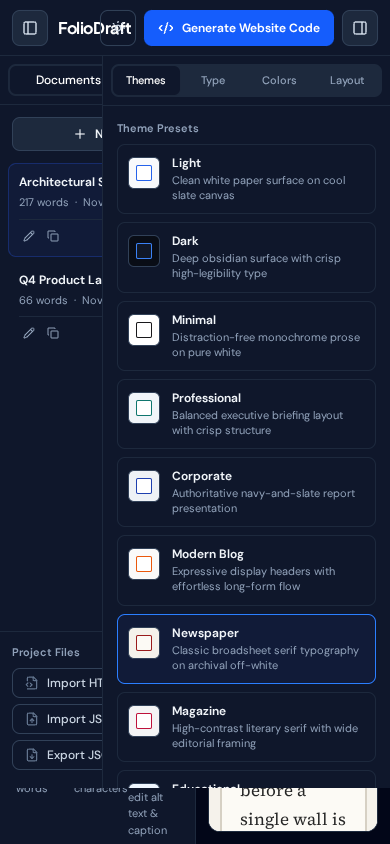 FolioDraft
Generate Website Code
Documents
Themes
Type
Colors
Layout
Theme Presets
Light
Clean white paper surface on cool
slate canvas
Dark
Deep obsidian surface with crisp
high-legibility type
Minimal
Distraction-free monochrome prose
on pure white
Professional
Balanced executive briefing layout
with crisp structure
Corporate
Authoritative navy-and-slate report
presentation
Modern Blog
Expressive display headers with
effortless long-form flow
Newspaper
Classic broadsheet serif typography
on archival off-white
Magazine
High-contrast literary serif with wide
editorial framing
Educational
N
Architectural S
217 words · Nov
Q4 Product La
66 words · Nov
Project Files
Import HT
Import JS
Export JS
words
characters
edit alt
text &
caption
before a
single wall is